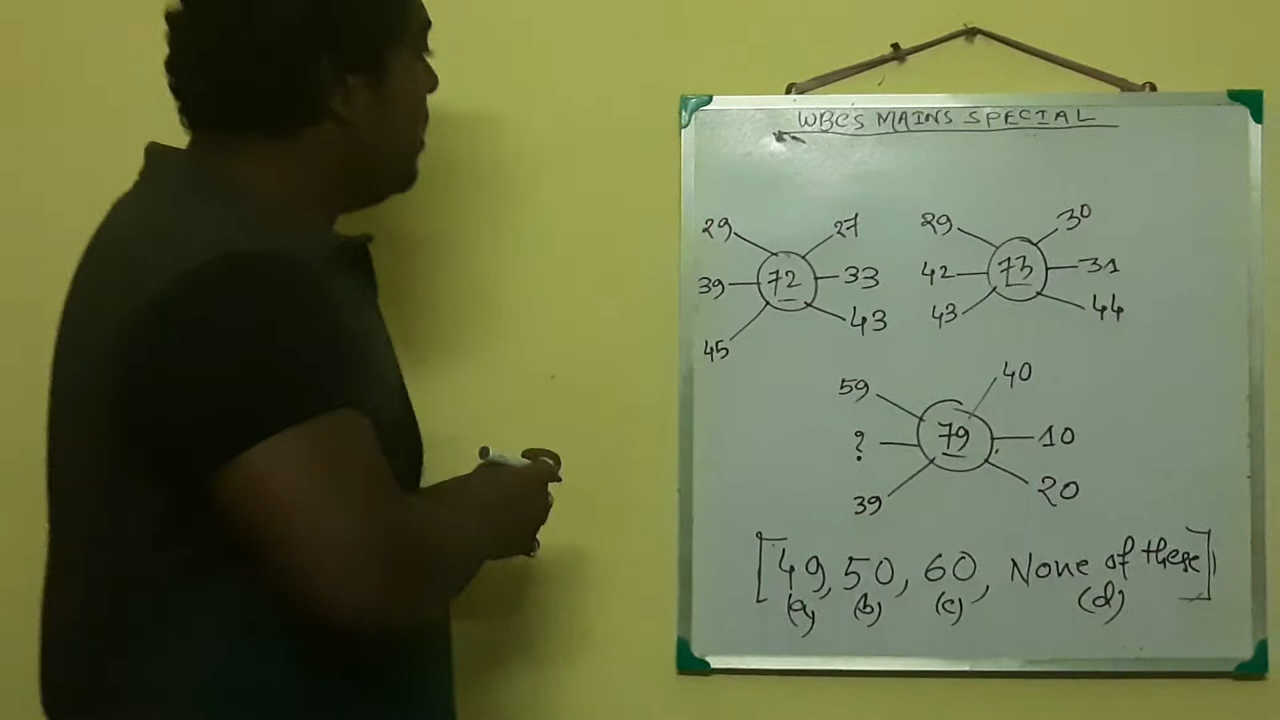 WBCS MAINS SPECIAL
29 27
39 72 33
45 43
29 30
42 73 31
43 44
59 40
? 79 10
39 20
[49, 50, 60, None of these]
(a) (b) (c) (d)